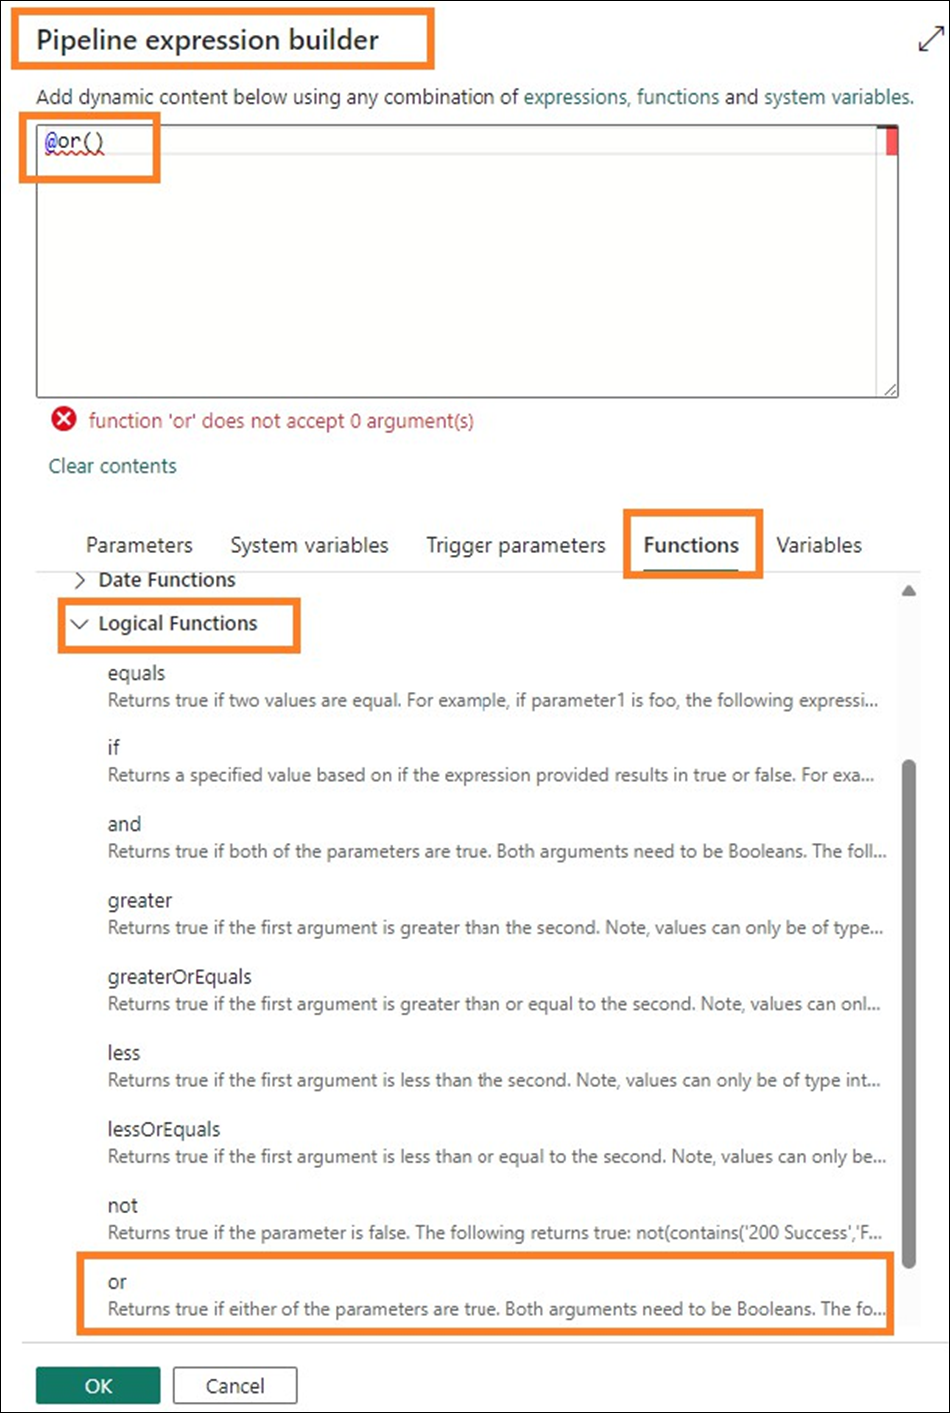 Pipeline expression builder
Add dynamic content below using any combination of expressions, functions and system variables.
@or()
function 'or' does not accept 0 argument(s)
Clear contents
Parameters System variables Trigger parameters Functions Variables
Date Functions
Logical Functions
equals
Returns true if two values are equal. For example, if parameter1 is foo, the following expressi...
if
Returns a specified value based on if the expression provided results in true or false. For exa...
and
Returns true if both of the parameters are true. Both arguments need to be Booleans. The foll...
greater
Returns true if the first argument is greater than the second. Note, values can only be of type...
greaterOrEquals
Returns true if the first argument is greater than or equal to the second. Note, values can onl...
less
Returns true if the first argument is less than the second. Note, values can only be of type int...
lessOrEquals
Returns true if the first argument is less than or equal to the second. Note, values can only be...
not
Returns true if the parameter is false. The following returns true: not(contains('200 Success','F...
or
Returns true if either of the parameters are true. Both arguments need to be Booleans. The fo...
OK Cancel